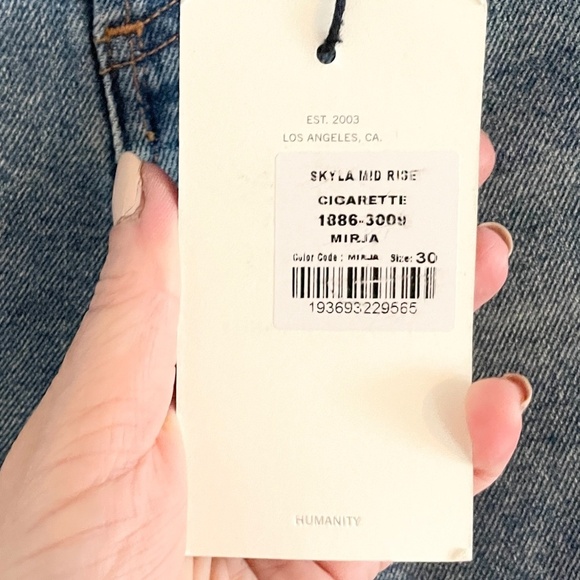 EST. 2003
LOS ANGELES, CA.
SKYLA MID RISE
CIGARETTE
1886-3009
MIRJA
Color Code : MIRJA Size: 30
193693229565
HUMANITY